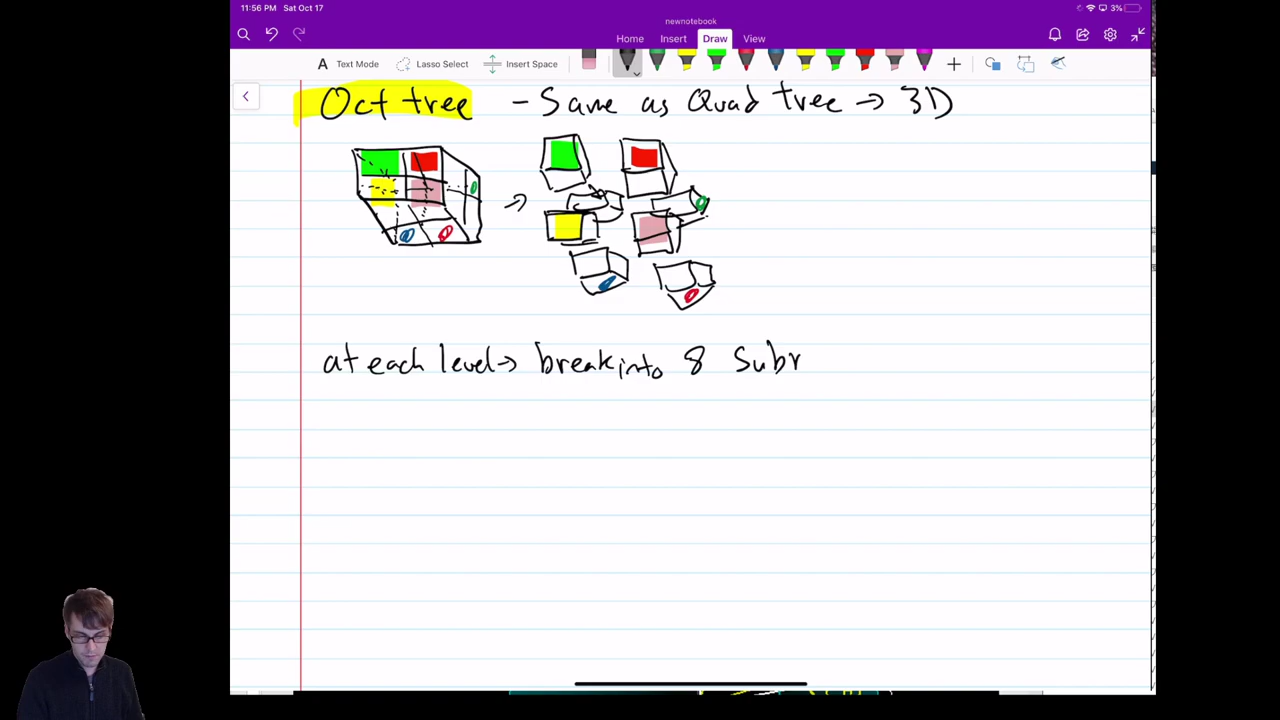 11:56 PM Sat Oct 17
3%
newnotebook
Home Insert Draw View
Text Mode Lasso Select Insert Space
Oct tree - Same as Quad tree → 3D
at each level → break into 8 Subr